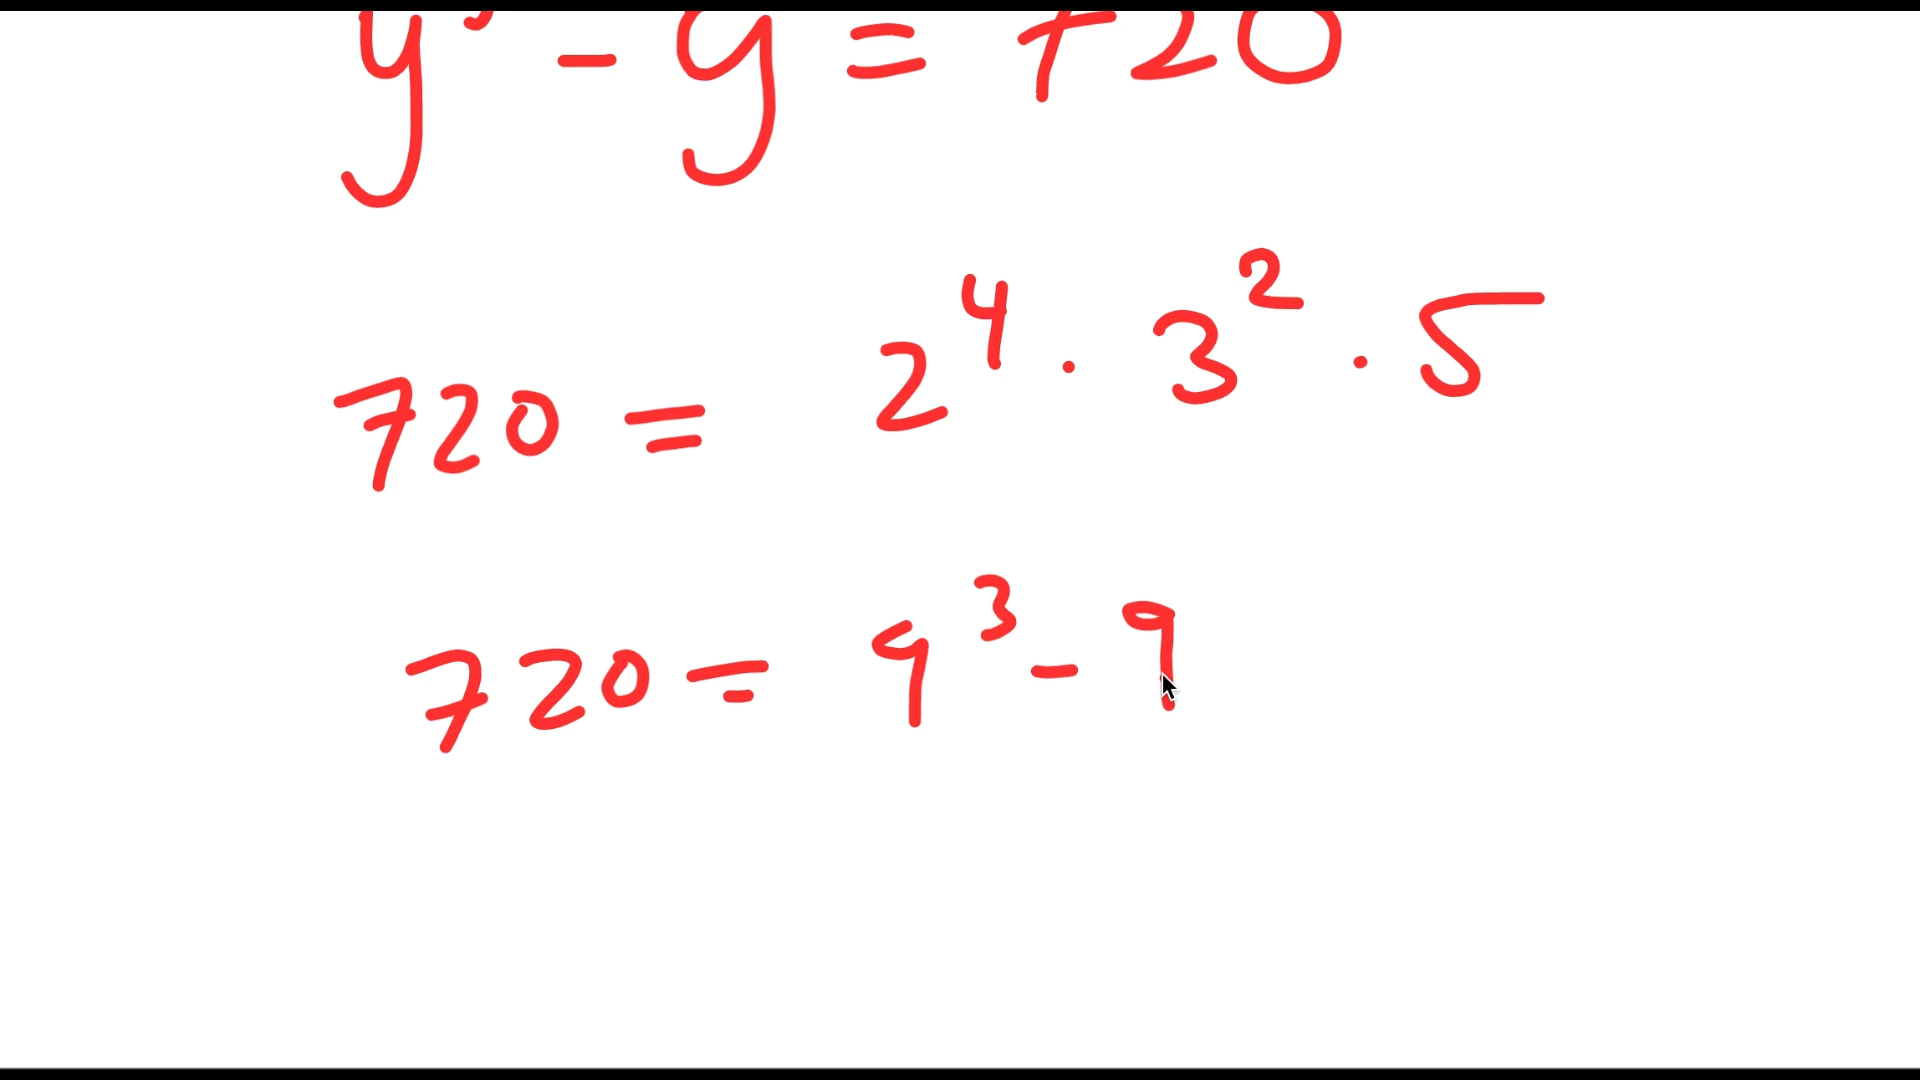 y³ - y = 720
720 = 2⁴ · 3² · 5
720 = 9³ - 9